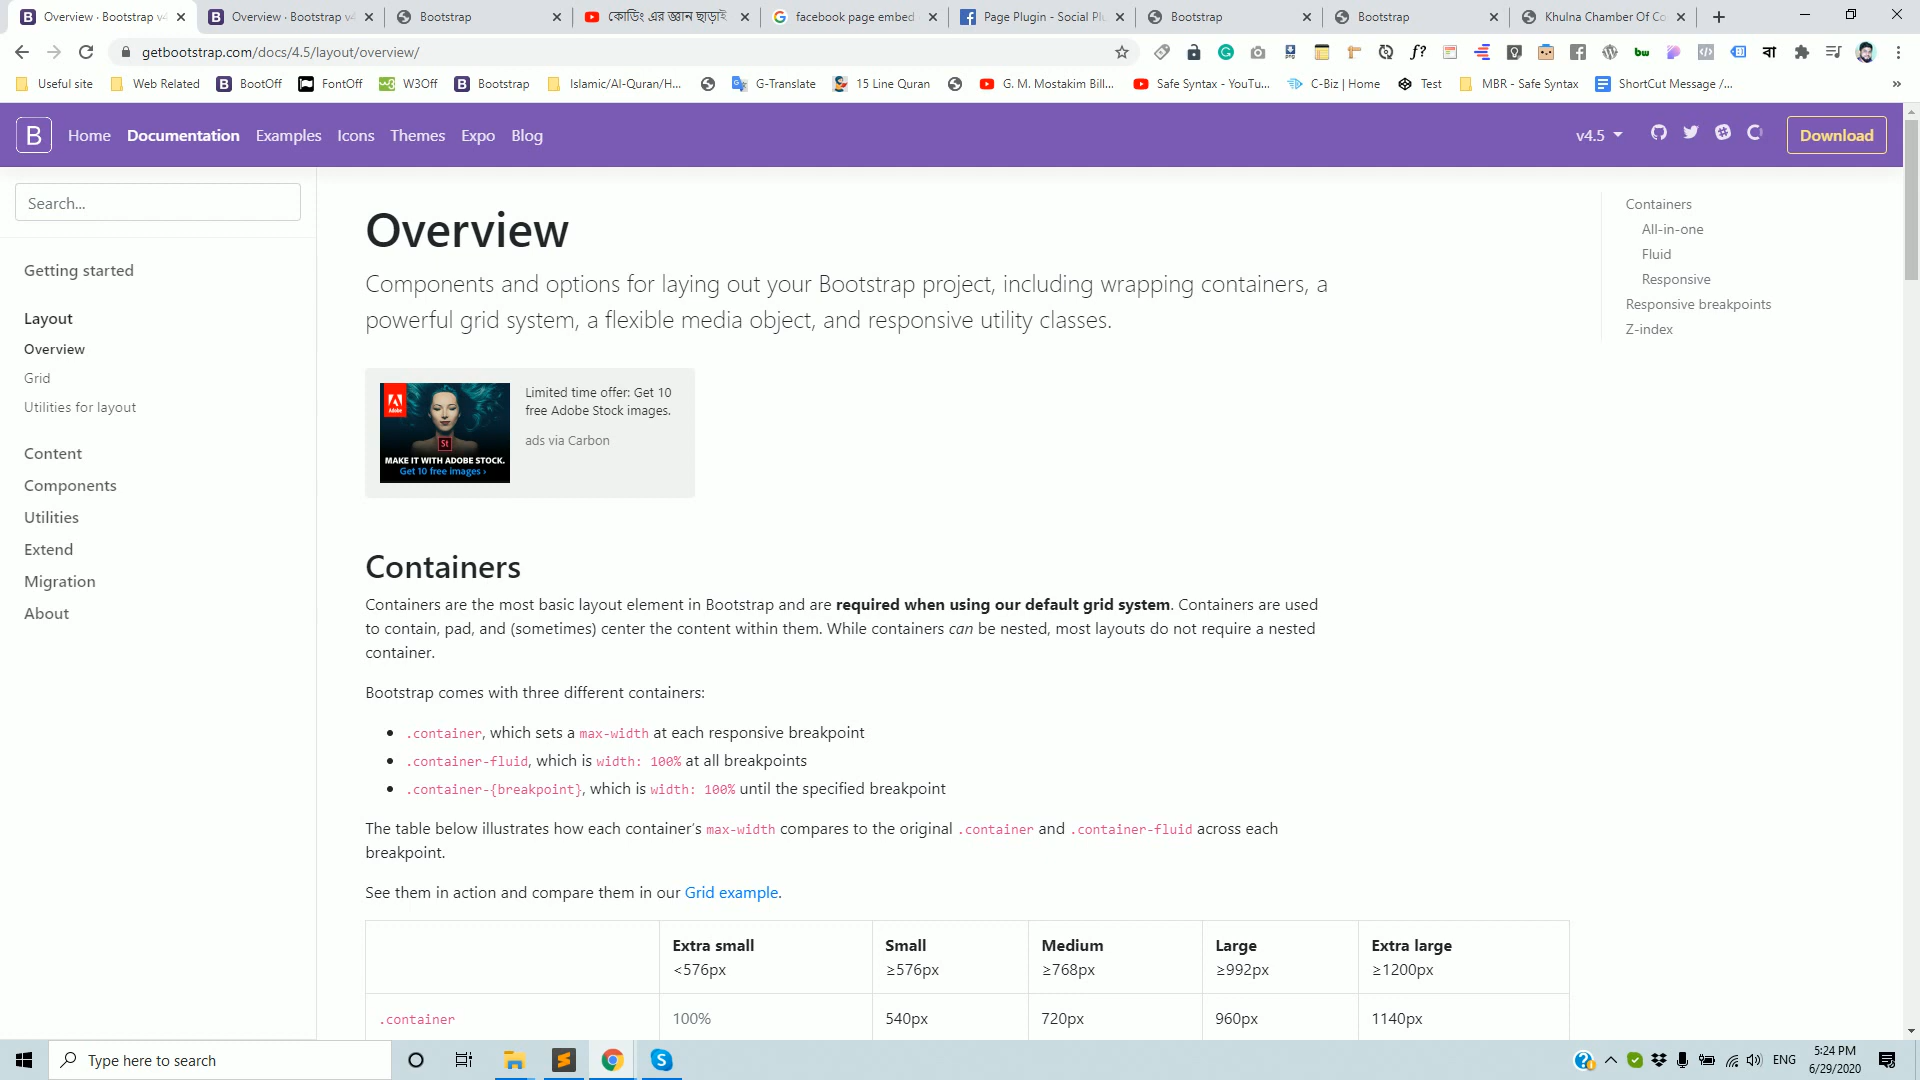 Overview · Bootstrap v4
Overview · Bootstrap v4
Bootstrap
কোডিং এর জ্ঞান ছাড়াই
facebook page embed
Page Plugin - Social Pl
Bootstrap
Bootstrap
Khulna Chamber Of Co
getbootstrap.com/docs/4.5/layout/overview/
Useful site
Web Related
BootOff
FontOff
W3Off
Bootstrap
Islamic/Al-Quran/H...
G-Translate
15 Line Quran
G. M. Mostakim Bill...
Safe Syntax - YouTu...
C-Biz | Home
Test
MBR - Safe Syntax
ShortCut Message /...
B Home Documentation Examples Icons Themes Expo Blog v4.5 Download
Search...
Getting started
Layout
Overview
Grid
Utilities for layout
Content
Components
Utilities
Extend
Migration
About
Overview
Components and options for laying out your Bootstrap project, including wrapping containers, a
powerful grid system, a flexible media object, and responsive utility classes.
Adobe
St
MAKE IT WITH ADOBE STOCK.
Get 10 free images ›
Limited time offer: Get 10
free Adobe Stock images.
ads via Carbon
Containers
Containers are the most basic layout element in Bootstrap and are required when using our default grid system. Containers are used
to contain, pad, and (sometimes) center the content within them. While containers can be nested, most layouts do not require a nested
container.
Bootstrap comes with three different containers:
• .container, which sets a max-width at each responsive breakpoint
• .container-fluid, which is width: 100% at all breakpoints
• .container-{breakpoint}, which is width: 100% until the specified breakpoint
The table below illustrates how each container's max-width compares to the original .container and .container-fluid across each
breakpoint.
See them in action and compare them in our Grid example.
Extra small Small Medium Large Extra large
<576px ≥576px ≥768px ≥992px ≥1200px
.container 100% 540px 720px 960px 1140px
Containers
All-in-one
Fluid
Responsive
Responsive breakpoints
Z-index
Type here to search
ENG
5:24 PM
6/29/2020